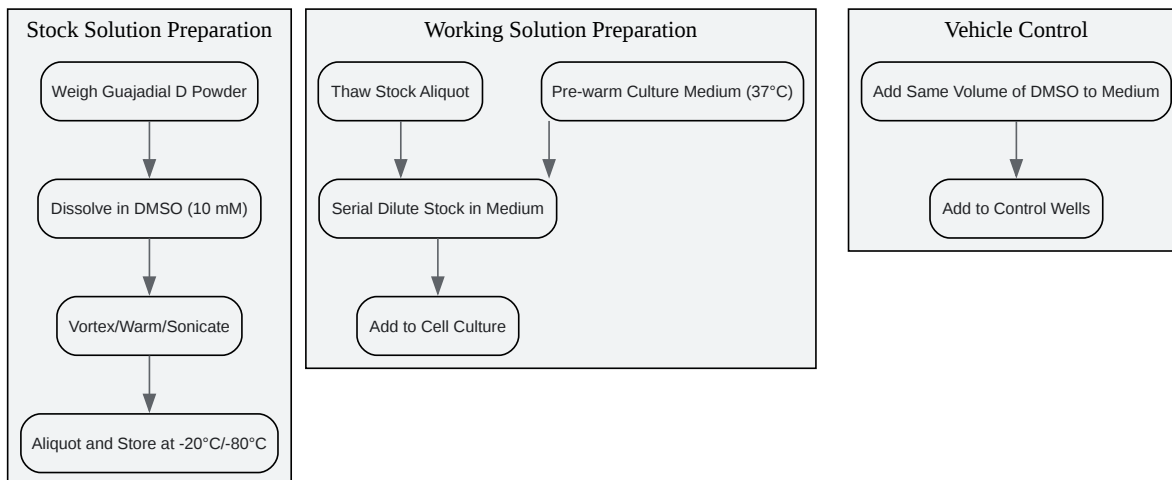 Stock Solution Preparation
Weigh Guajadial D Powder
Dissolve in DMSO (10 mM)
Vortex/Warm/Sonicate
Aliquot and Store at -20°C/-80°C
Working Solution Preparation
Thaw Stock Aliquot
Pre-warm Culture Medium (37°C)
Serial Dilute Stock in Medium
Add to Cell Culture
Vehicle Control
Add Same Volume of DMSO to Medium
Add to Control Wells